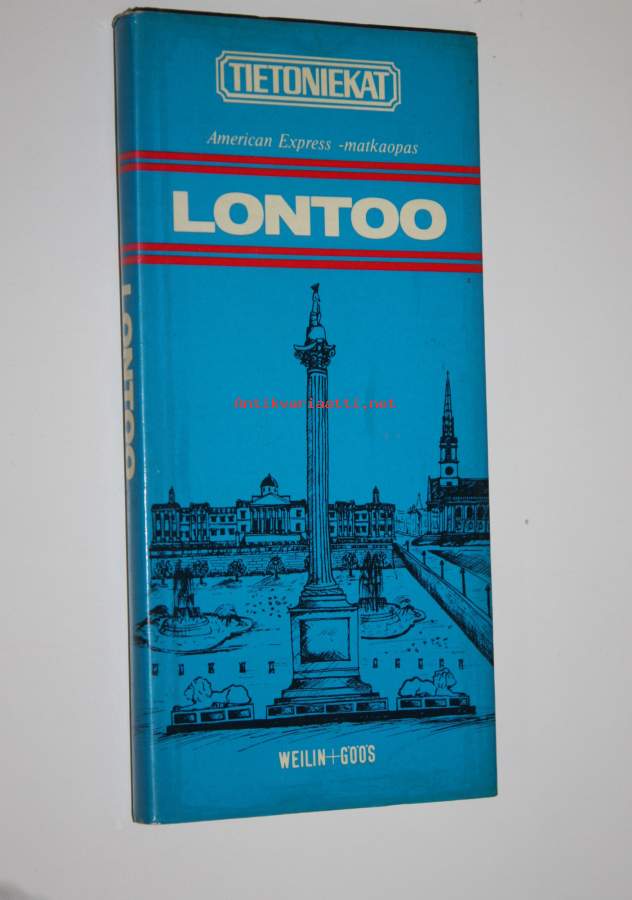 TIETONIEKAT
American Express -matkaopas
LONTOO
LONTOO
Antikvariaatti.net
WEILIN+GÖÖS